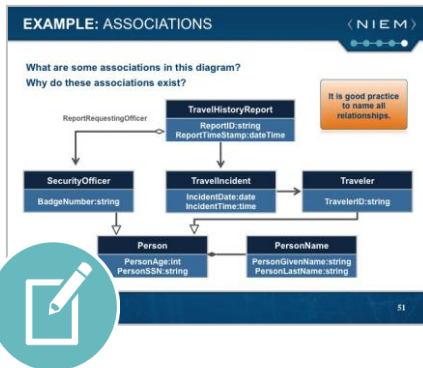 EXAMPLE: ASSOCIATIONS
〈NIEM〉
What are some associations in this diagram?
Why do these associations exist?
It is good practice
to name all
relationships.
ReportRequestingOfficer
TravelHistoryReport
ReportID:string
ReportTimeStamp:dateTime
SecurityOfficer
BadgeNumber:string
TravelIncident
IncidentDate:date
IncidentTime:time
Traveler
TravelerID:string
Person
PersonAge:int
PersonSSN:string
PersonName
PersonGivenName:string
PersonLastName:string
51